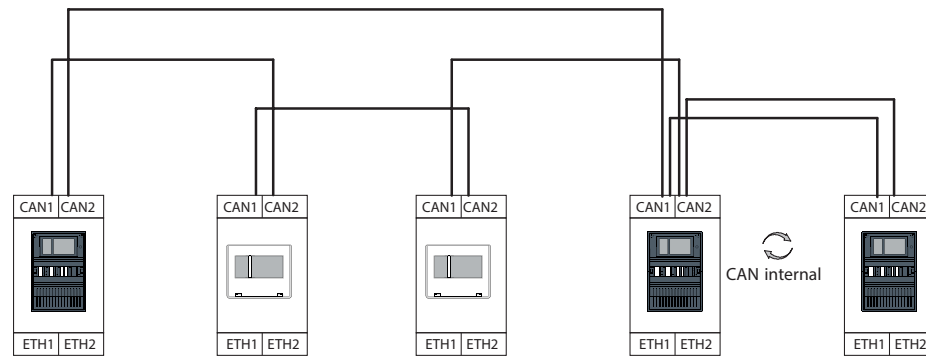 CAN1 CAN2 CAN1 CAN2 CAN1 CAN2 CAN1 CAN2 CAN1 CAN2
CAN internal
ETH1 ETH2 ETH1 ETH2 ETH1 ETH2 ETH1 ETH2 ETH1 ETH2